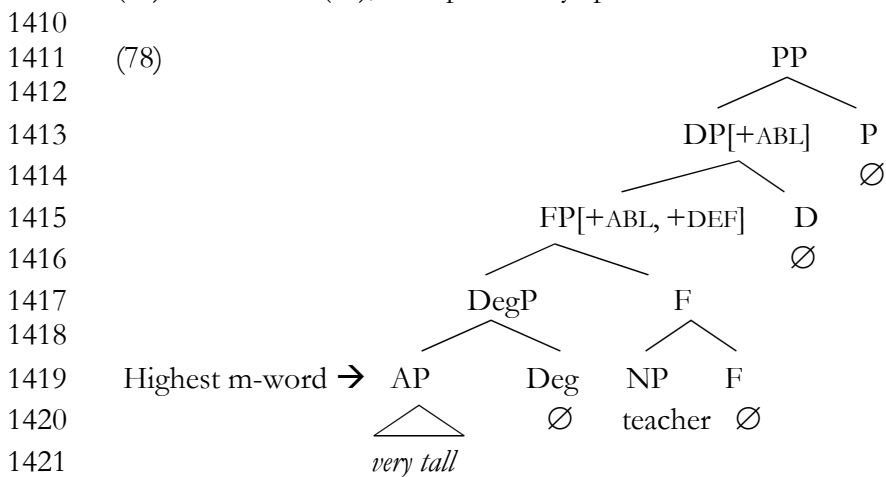 1410
1411 (78) PP
1412
1413 DP[+ABL] P
1414 ∅
1415 FP[+ABL, +DEF] D
1416 ∅
1417 DegP F
1418
1419 Highest m-word → AP Deg NP F
1420 ∅ teacher ∅
1421 very tall